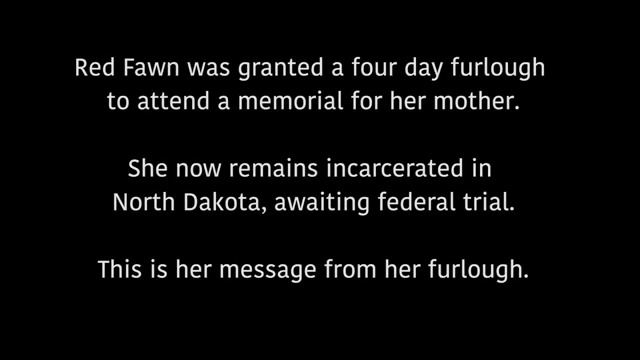 Red Fawn was granted a four day furlough
to attend a memorial for her mother.
She now remains incarcerated in
North Dakota, awaiting federal trial.
This is her message from her furlough.